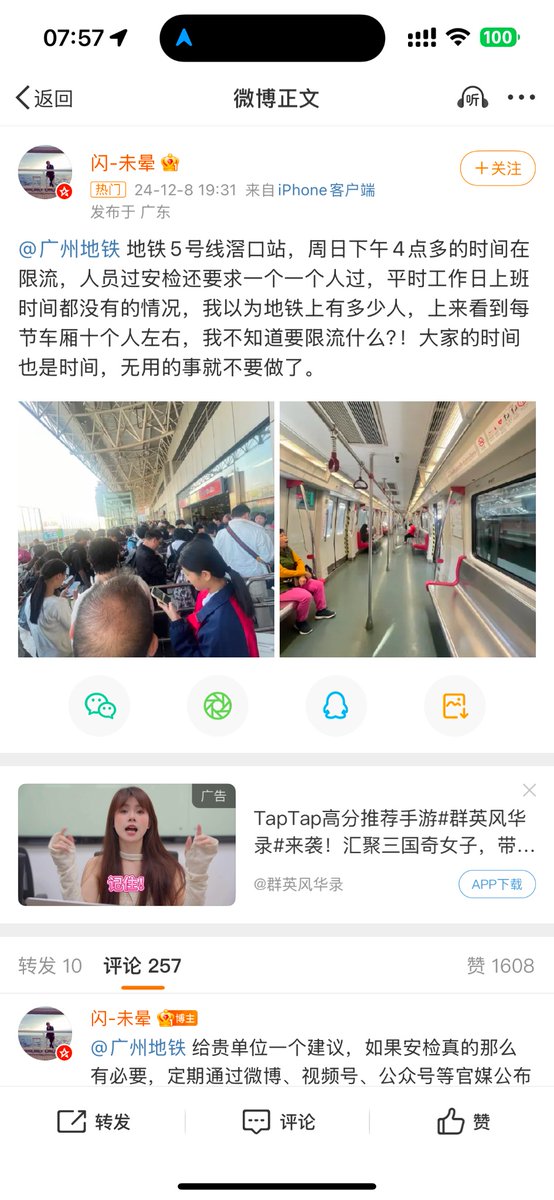 07:57
100
返回
微博正文
听
闪-未晕
热门 24-12-8 19:31 来自iPhone客户端
发布于 广东
+关注
@广州地铁 地铁5号线滘口站，周日下午4点多的时间在
限流，人员过安检还要求一个一个人过，平时工作日上班
时间都没有的情况，我以为地铁上有多少人，上来看到每
节车厢十个人左右，我不知道要限流什么?！大家的时间
也是时间，无用的事就不要做了。
广告
记住!
TapTap高分推荐手游#群英风华
录#来袭！汇聚三国奇女子，带...
@群英风华录
APP下载
转发 10 评论 257 赞 1608
闪-未晕 博主
@广州地铁 给贵单位一个建议，如果安检真的那么
有必要，定期通过微博、视频号、公众号等官媒公布
转发 评论 赞